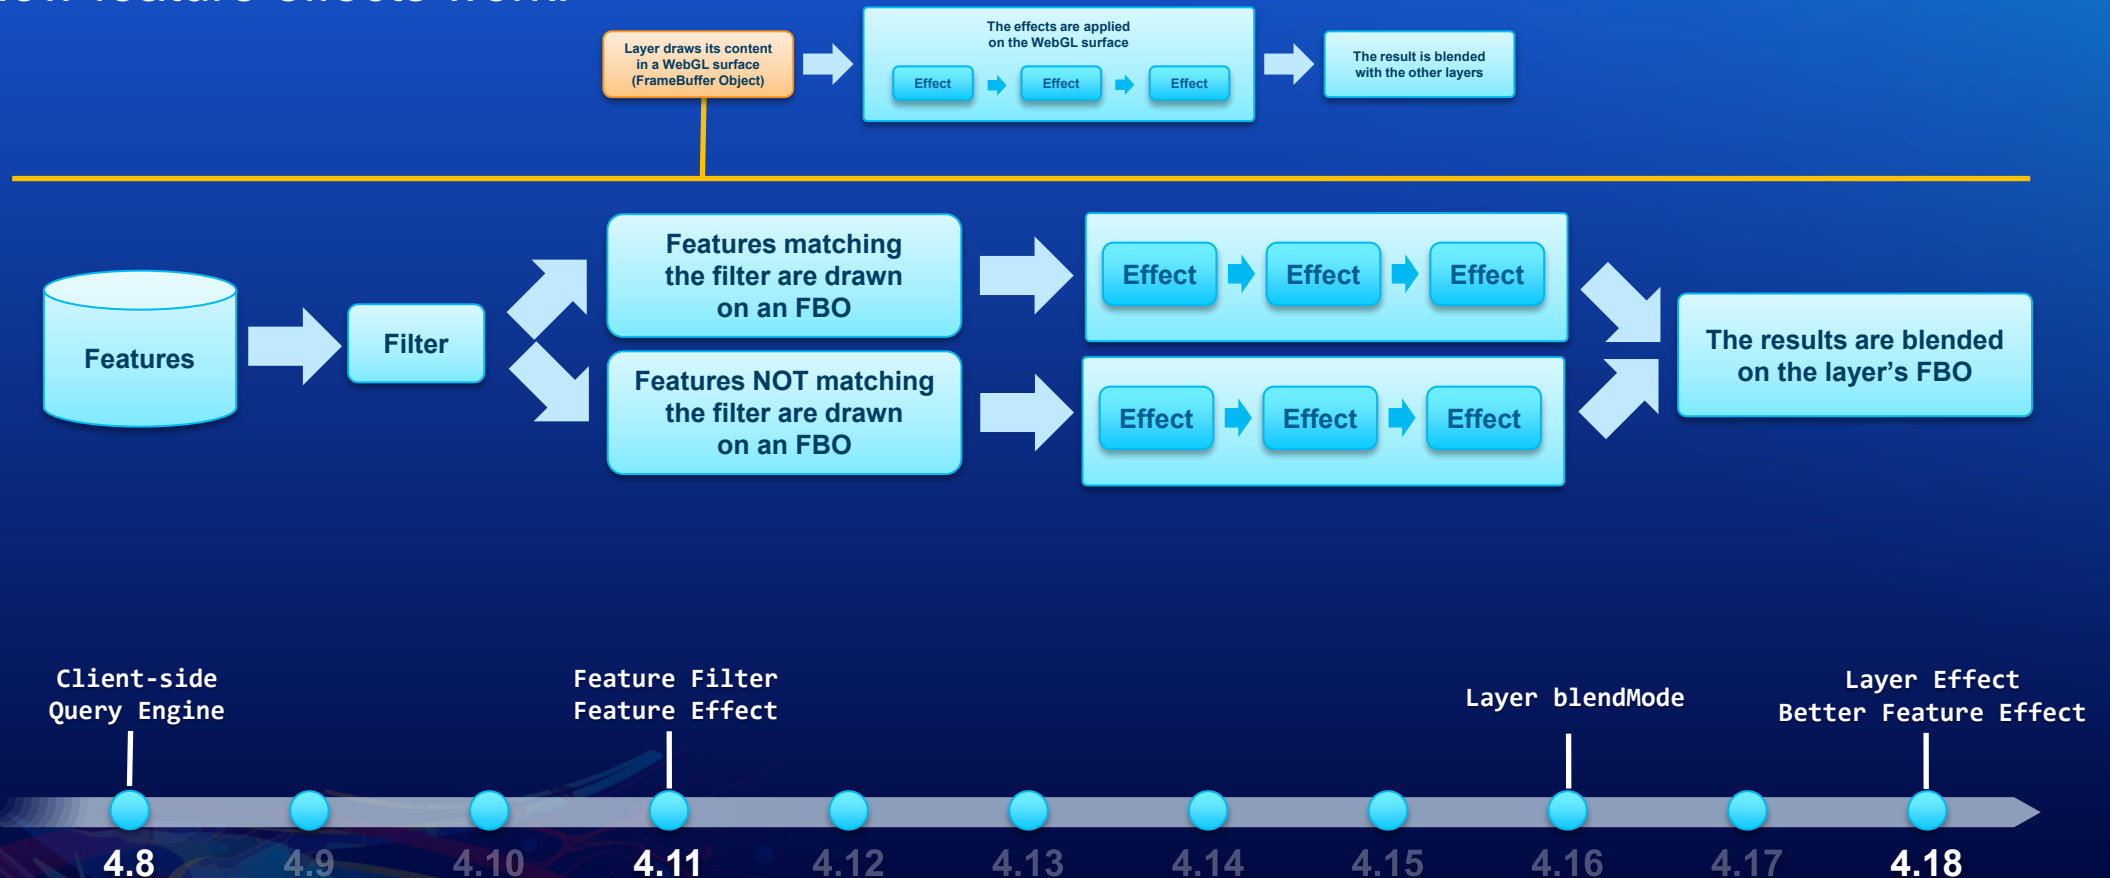 How feature effects work.
Layer draws its content
in a WebGL surface
(FrameBuffer Object)
The effects are applied
on the WebGL surface
Effect
Effect
Effect
The result is blended
with the other layers
Features
Filter
Features matching
the filter are drawn
on an FBO
Effect
Effect
Effect
Features NOT matching
the filter are drawn
on an FBO
Effect
Effect
Effect
The results are blended
on the layer's FBO
Client-side
Query Engine
Feature Filter
Feature Effect
Layer blendMode
Layer Effect
Better Feature Effect
4.8
4.9
4.10
4.11
4.12
4.13
4.14
4.15
4.16
4.17
4.18